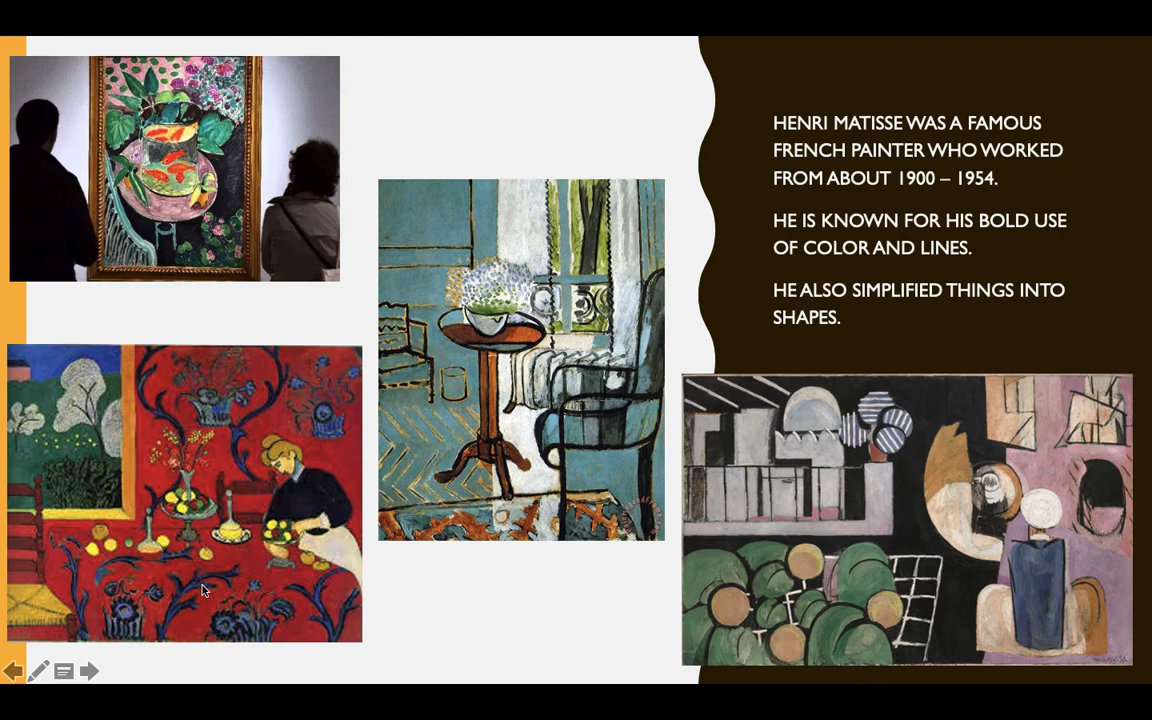 HENRI MATISSE WAS A FAMOUS
FRENCH PAINTER WHO WORKED
FROM ABOUT 1900 – 1954.
HE IS KNOWN FOR HIS BOLD USE
OF COLOR AND LINES.
HE ALSO SIMPLIFIED THINGS INTO
SHAPES.